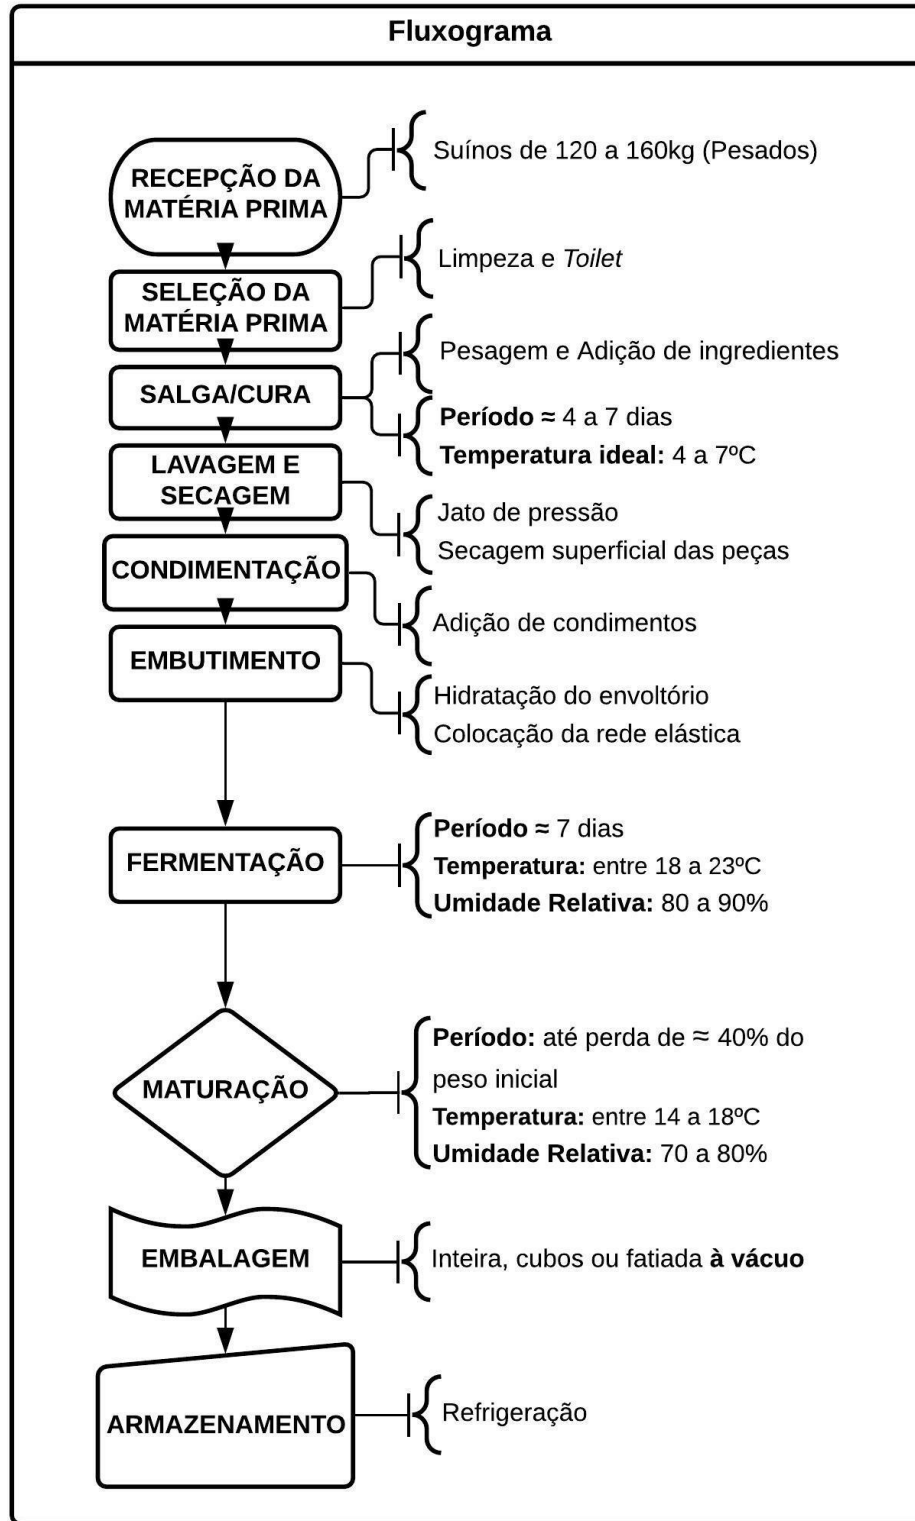 Fluxograma
RECEPÇÃO DA
MATÉRIA PRIMA
Suínos de 120 a 160kg (Pesados)
SELEÇÃO DA
MATÉRIA PRIMA
Limpeza e Toilet
SALGA/CURA
Pesagem e Adição de ingredientes
Período ≈ 4 a 7 dias
Temperatura ideal: 4 a 7ºC
LAVAGEM E
SECAGEM
Jato de pressão
Secagem superficial das peças
CONDIMENTAÇÃO
Adição de condimentos
EMBUTIMENTO
Hidratação do envoltório
Colocação da rede elástica
FERMENTAÇÃO
Período ≈ 7 dias
Temperatura: entre 18 a 23ºC
Umidade Relativa: 80 a 90%
MATURAÇÃO
Período: até perda de ≈ 40% do
peso inicial
Temperatura: entre 14 a 18ºC
Umidade Relativa: 70 a 80%
EMBALAGEM
Inteira, cubos ou fatiada à vácuo
ARMAZENAMENTO
Refrigeração